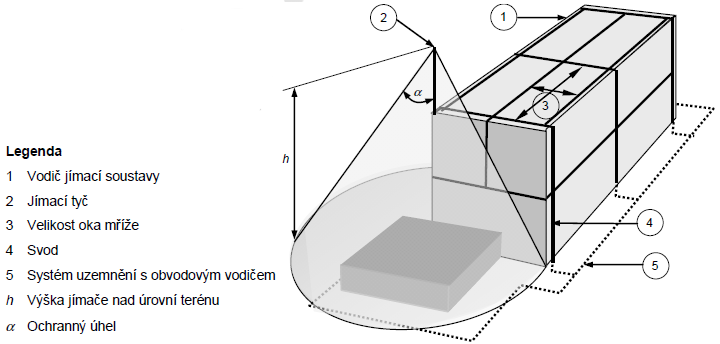 1
2
α
3
h
4
5
Legenda
1 Vodič jímací soustavy
2 Jímací tyč
3 Velikost oka mříže
4 Svod
5 Systém uzemnění s obvodovým vodičem
h Výška jímače nad úrovní terénu
α Ochranný úhel